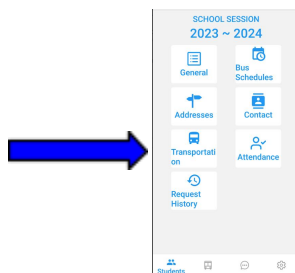 SCHOOL SESSION
2023 ~ 2024
General
Bus
Schedules
Addresses
Contact
Transportati
on
Attendance
Request
History
Students